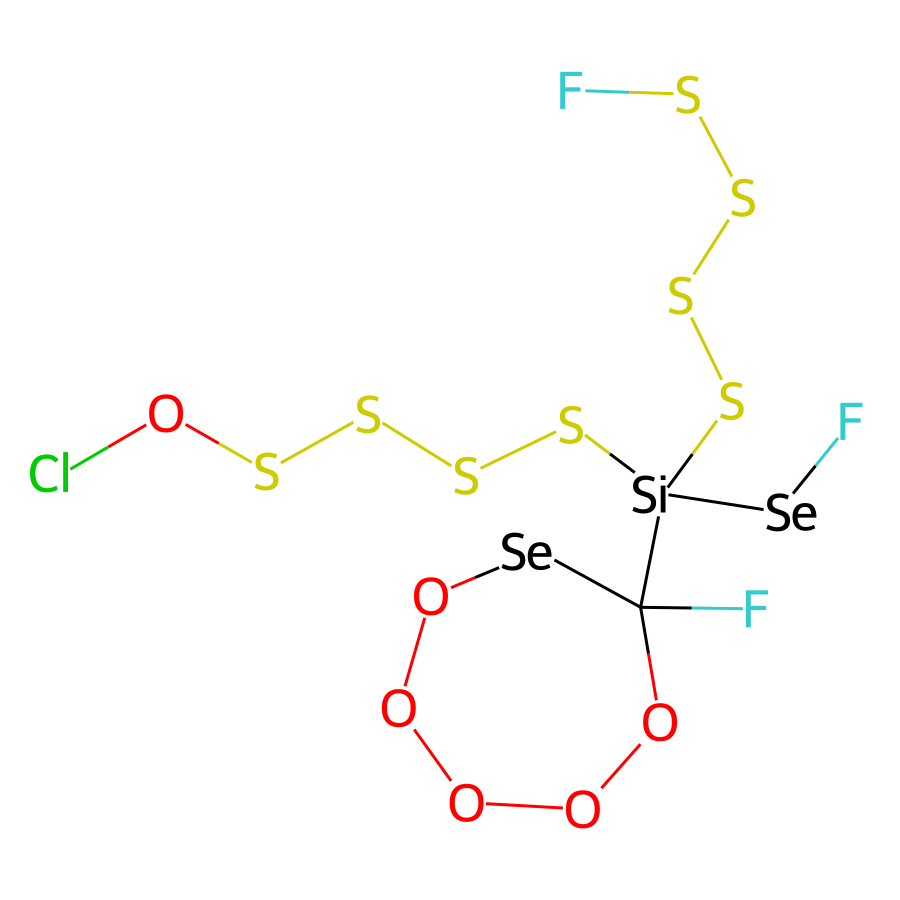 F S
S
S
S F
Cl O S S S S
Si Se
Se
O F
O O
O O